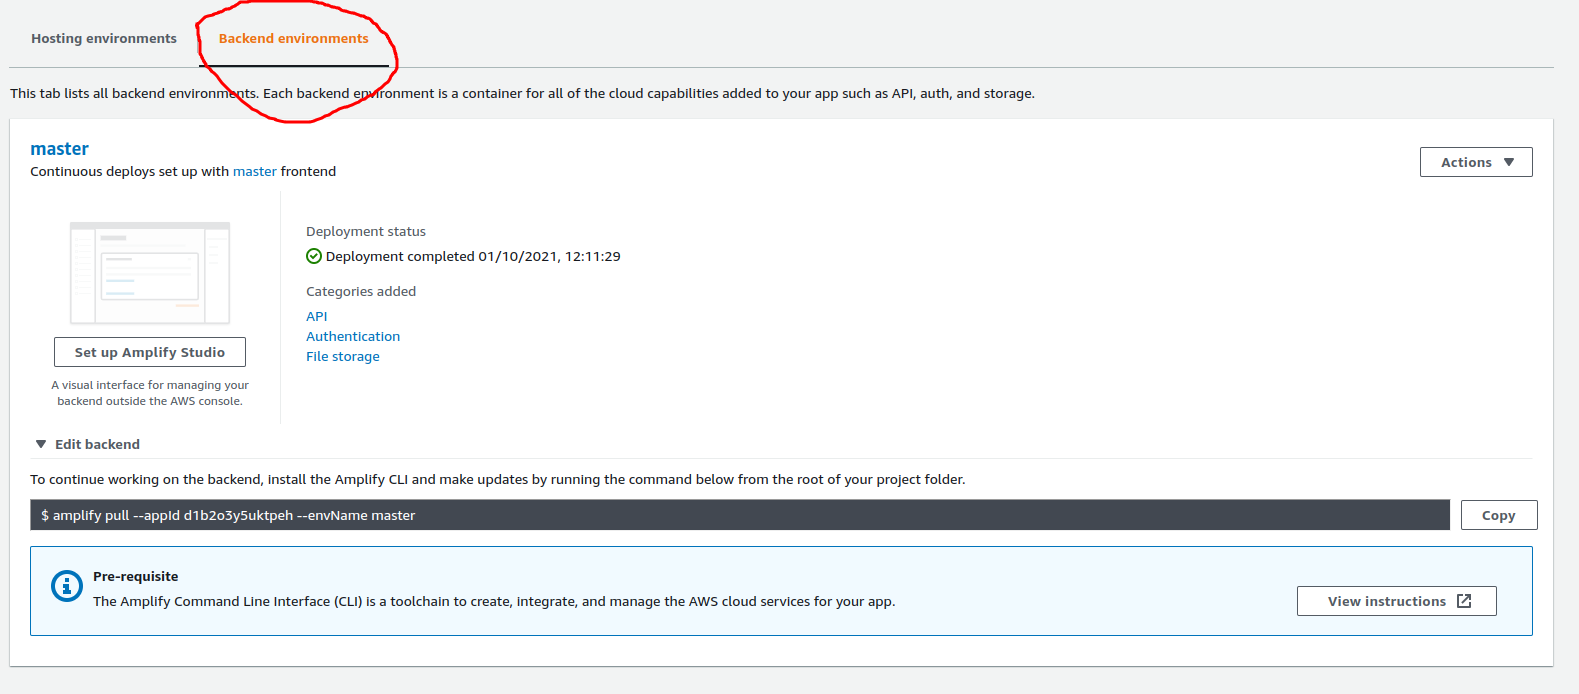 Hosting environments
Backend environments
This tab lists all backend environments. Each backend environment is a container for all of the cloud capabilities added to your app such as API, auth, and storage.
master
Continuous deploys set up with master frontend
Actions
Deployment status
Deployment completed 01/10/2021, 12:11:29
Categories added
API
Authentication
File storage
Set up Amplify Studio
A visual interface for managing your
backend outside the AWS console.
Edit backend
To continue working on the backend, install the Amplify CLI and make updates by running the command below from the root of your project folder.
$ amplify pull --appId d1b2o3y5uktpeh --envName master
Copy
Pre-requisite
The Amplify Command Line Interface (CLI) is a toolchain to create, integrate, and manage the AWS cloud services for your app.
View instructions